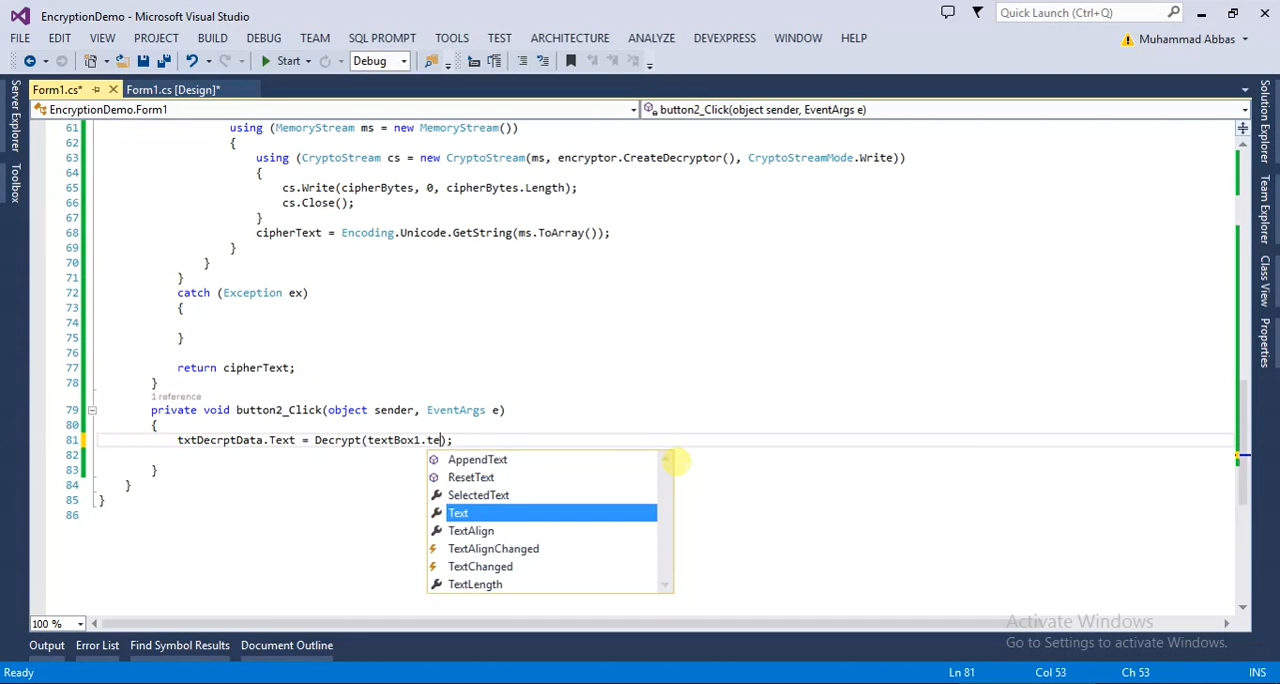 EncryptionDemo - Microsoft Visual Studio
Quick Launch (Ctrl+Q)
FILE EDIT VIEW PROJECT BUILD DEBUG TEAM SQL PROMPT TOOLS TEST ARCHITECTURE ANALYZE DEVEXPRESS WINDOW HELP
Muhammad Abbas
Start Debug
Form1.cs* Form1.cs [Design]*
EncryptionDemo.Form1 button2_Click(object sender, EventArgs e)
Server Explorer
Toolbox
Solution Explorer
Team Explorer
Class View
Properties
61 using (MemoryStream ms = new MemoryStream())
62 {
63 using (CryptoStream cs = new CryptoStream(ms, encryptor.CreateDecryptor(), CryptoStreamMode.Write))
64 {
65 cs.Write(cipherBytes, 0, cipherBytes.Length);
66 cs.Close();
67 }
68 cipherText = Encoding.Unicode.GetString(ms.ToArray());
69 }
70 }
71 }
72 catch (Exception ex)
73 {
74
75 }
76
77 return cipherText;
78 }
1 reference
79 private void button2_Click(object sender, EventArgs e)
80 {
81 txtDecrptData.Text = Decrypt(textBox1.te);
82
83 }
84 }
85 }
86
AppendText
ResetText
SelectedText
Text
TextAlign
TextAlignChanged
TextChanged
TextLength
100 %
Activate Windows
Go to Settings to activate Windows.
Output Error List Find Symbol Results Document Outline
Ready Ln 81 Col 53 Ch 53 INS